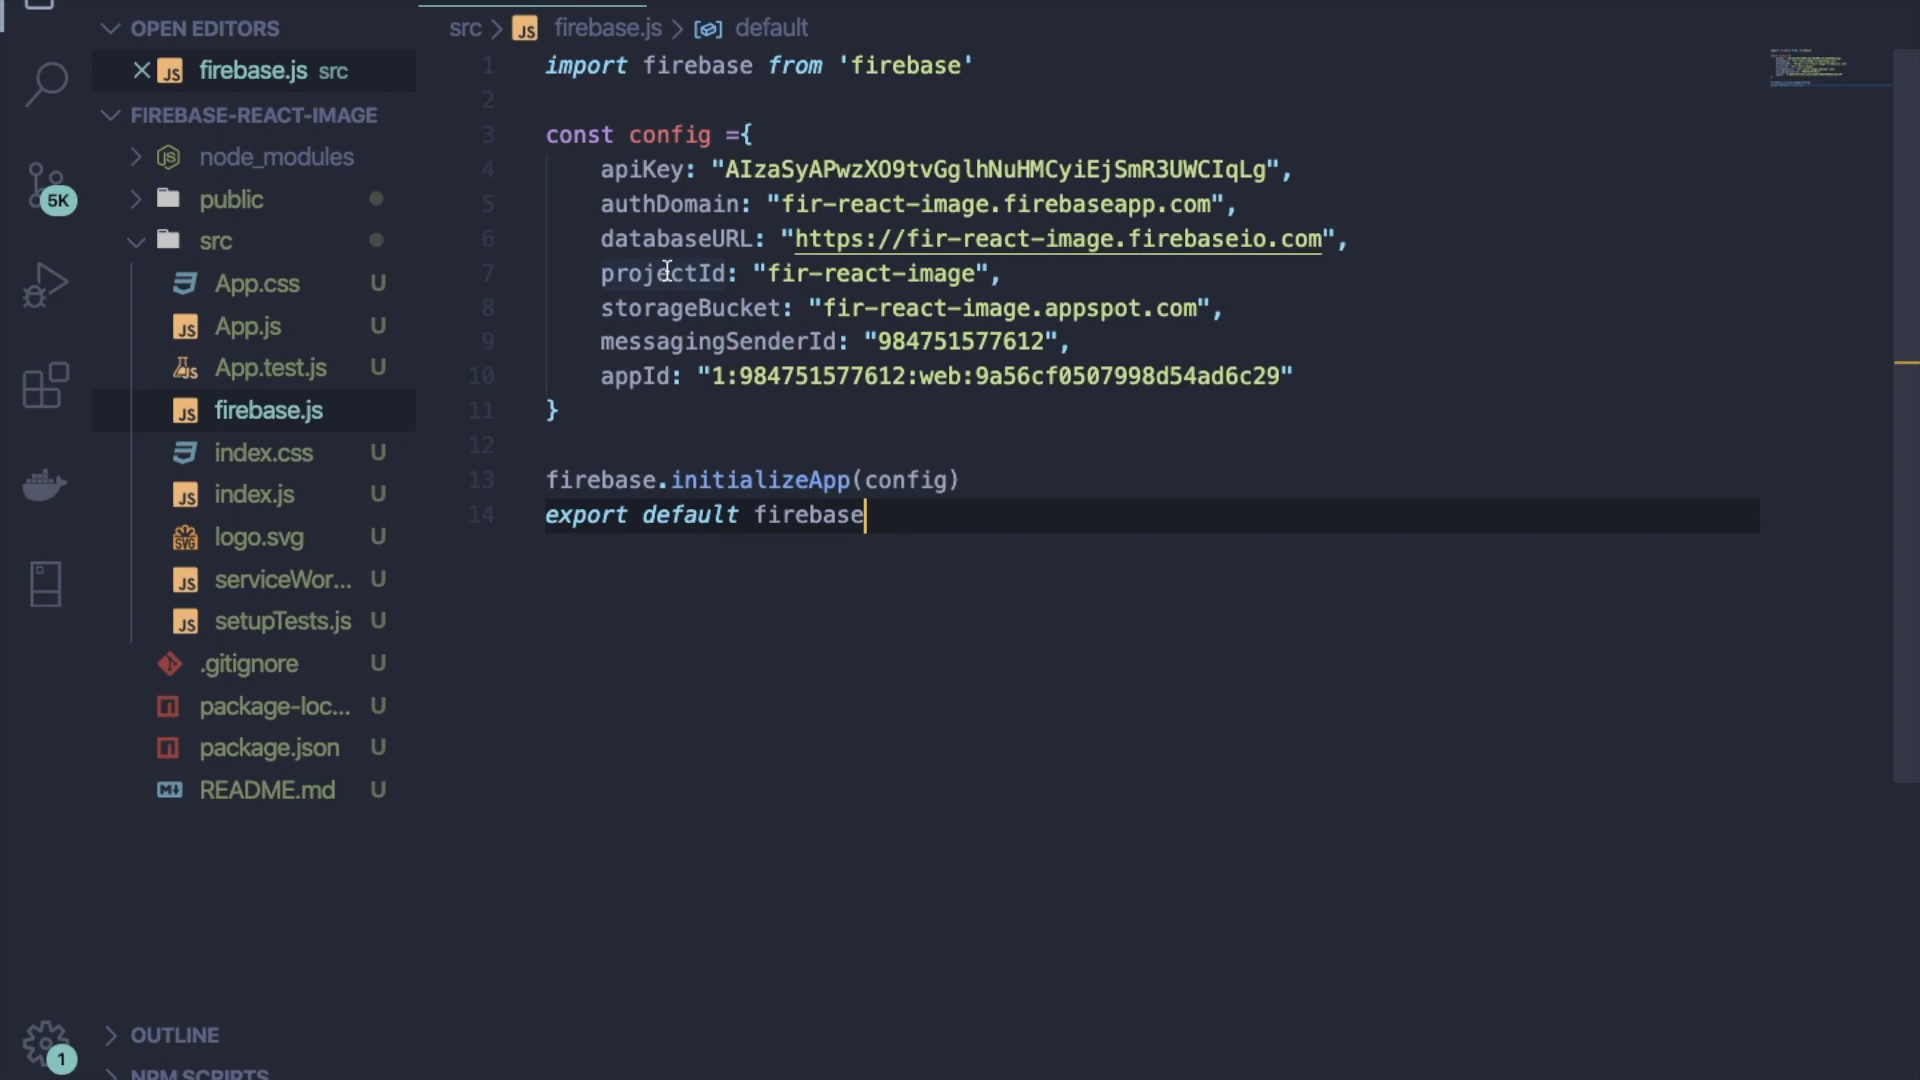 OPEN EDITORS
firebase.js src
FIREBASE-REACT-IMAGE
node_modules
public
src
App.css U
App.js U
App.test.js U
firebase.js
index.css U
index.js U
logo.svg U
serviceWor... U
setupTests.js U
.gitignore U
package-loc... U
package.json U
README.md U
OUTLINE
NPM SCRIPTS
5K
1
src > JS firebase.js > default
1 import firebase from 'firebase'
2
3 const config ={
4 apiKey: "AIzaSyAPwzXO9tvGglhNuHMCyiEjSmR3UWCIqLg",
5 authDomain: "fir-react-image.firebaseapp.com",
6 databaseURL: "https://fir-react-image.firebaseio.com",
7 projectId: "fir-react-image",
8 storageBucket: "fir-react-image.appspot.com",
9 messagingSenderId: "984751577612",
10 appId: "1:984751577612:web:9a56cf0507998d54ad6c29"
11 }
12
13 firebase.initializeApp(config)
14 export default firebase